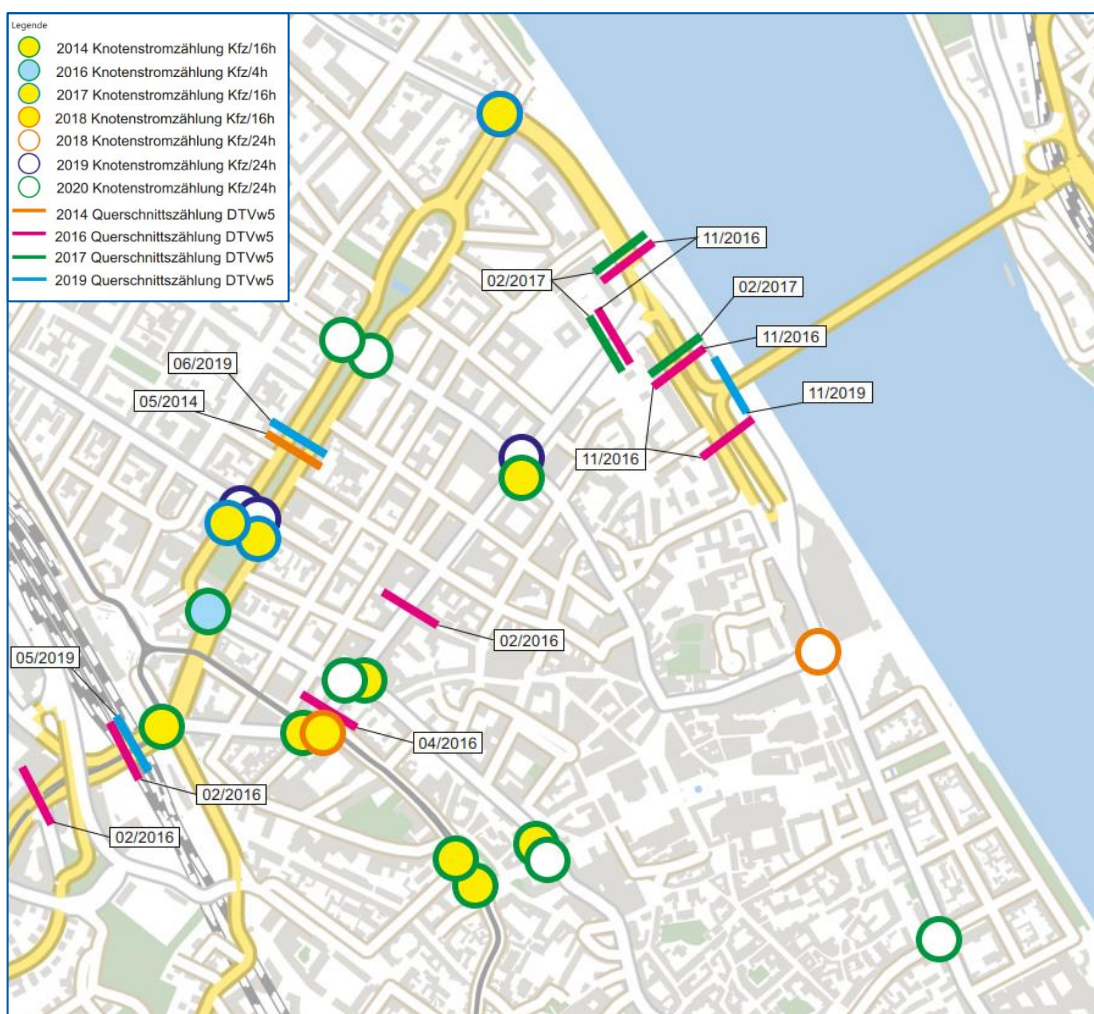 Legende
2014 Knotenstromzählung Kfz/16h
2016 Knotenstromzählung Kfz/4h
2017 Knotenstromzählung Kfz/16h
2018 Knotenstromzählung Kfz/16h
2018 Knotenstromzählung Kfz/24h
2019 Knotenstromzählung Kfz/24h
2020 Knotenstromzählung Kfz/24h
2014 Querschnittszählung DTVw5
2016 Querschnittszählung DTVw5
2017 Querschnittszählung DTVw5
2019 Querschnittszählung DTVw5
11/2016
02/2017
02/2017
11/2016
06/2019
11/2019
05/2014
11/2016
02/2016
05/2019
04/2016
02/2016
02/2016